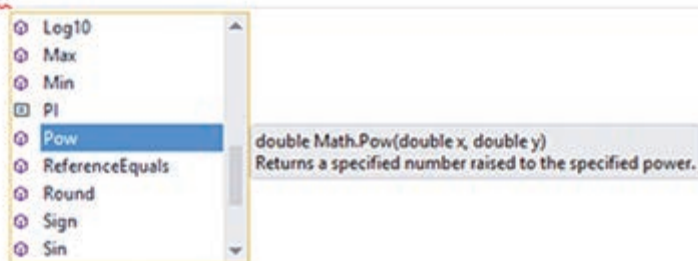 Log10
Max
Min
PI
Pow
double Math.Pow(double x, double y)
Returns a specified number raised to the specified power.
ReferenceEquals
Round
Sign
Sin